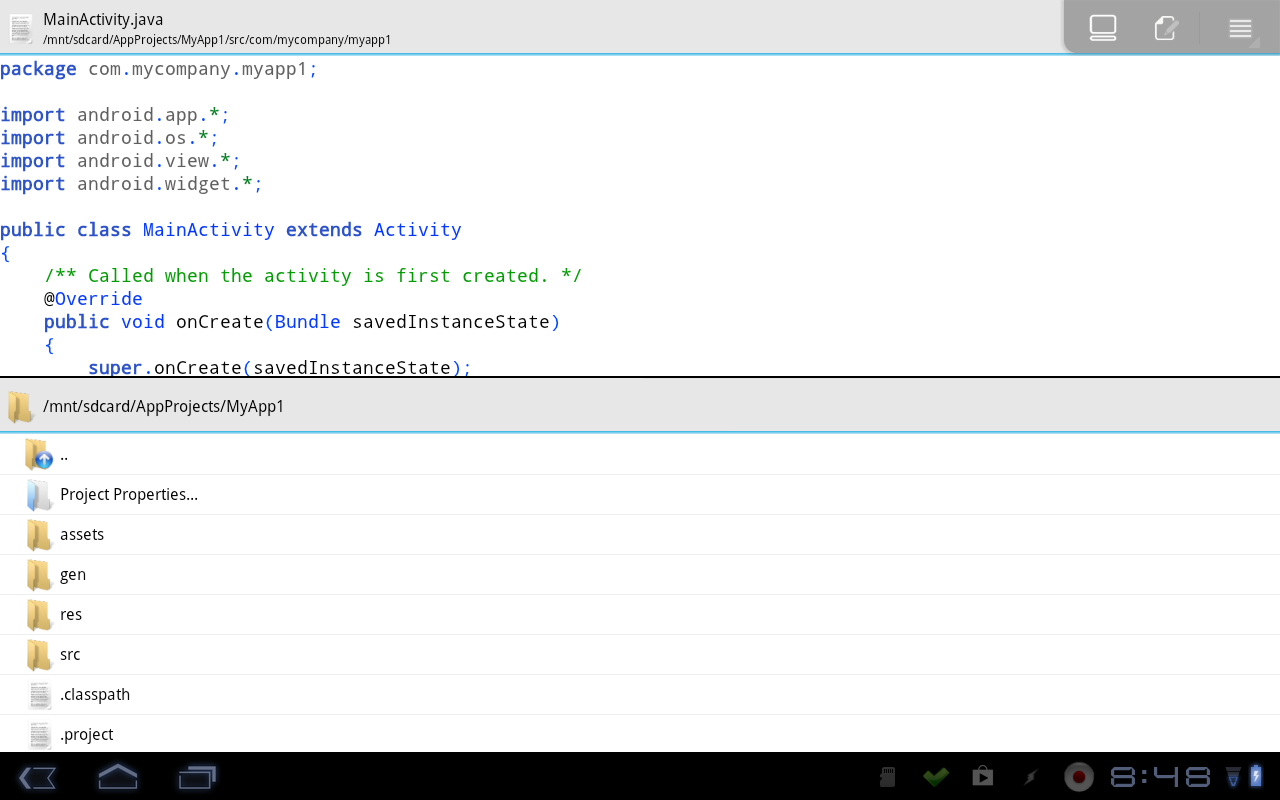 MainActivity.java
/mnt/sdcard/AppProjects/MyApp1/src/com/mycompany/myapp1
package com.mycompany.myapp1;
import android.app.*;
import android.os.*;
import android.view.*;
import android.widget.*;
public class MainActivity extends Activity
{
    /** Called when the activity is first created. */
    @Override
    public void onCreate(Bundle savedInstanceState)
    {
        super.onCreate(savedInstanceState);
/mnt/sdcard/AppProjects/MyApp1
..
Project Properties...
assets
gen
res
src
.classpath
.project
8:48